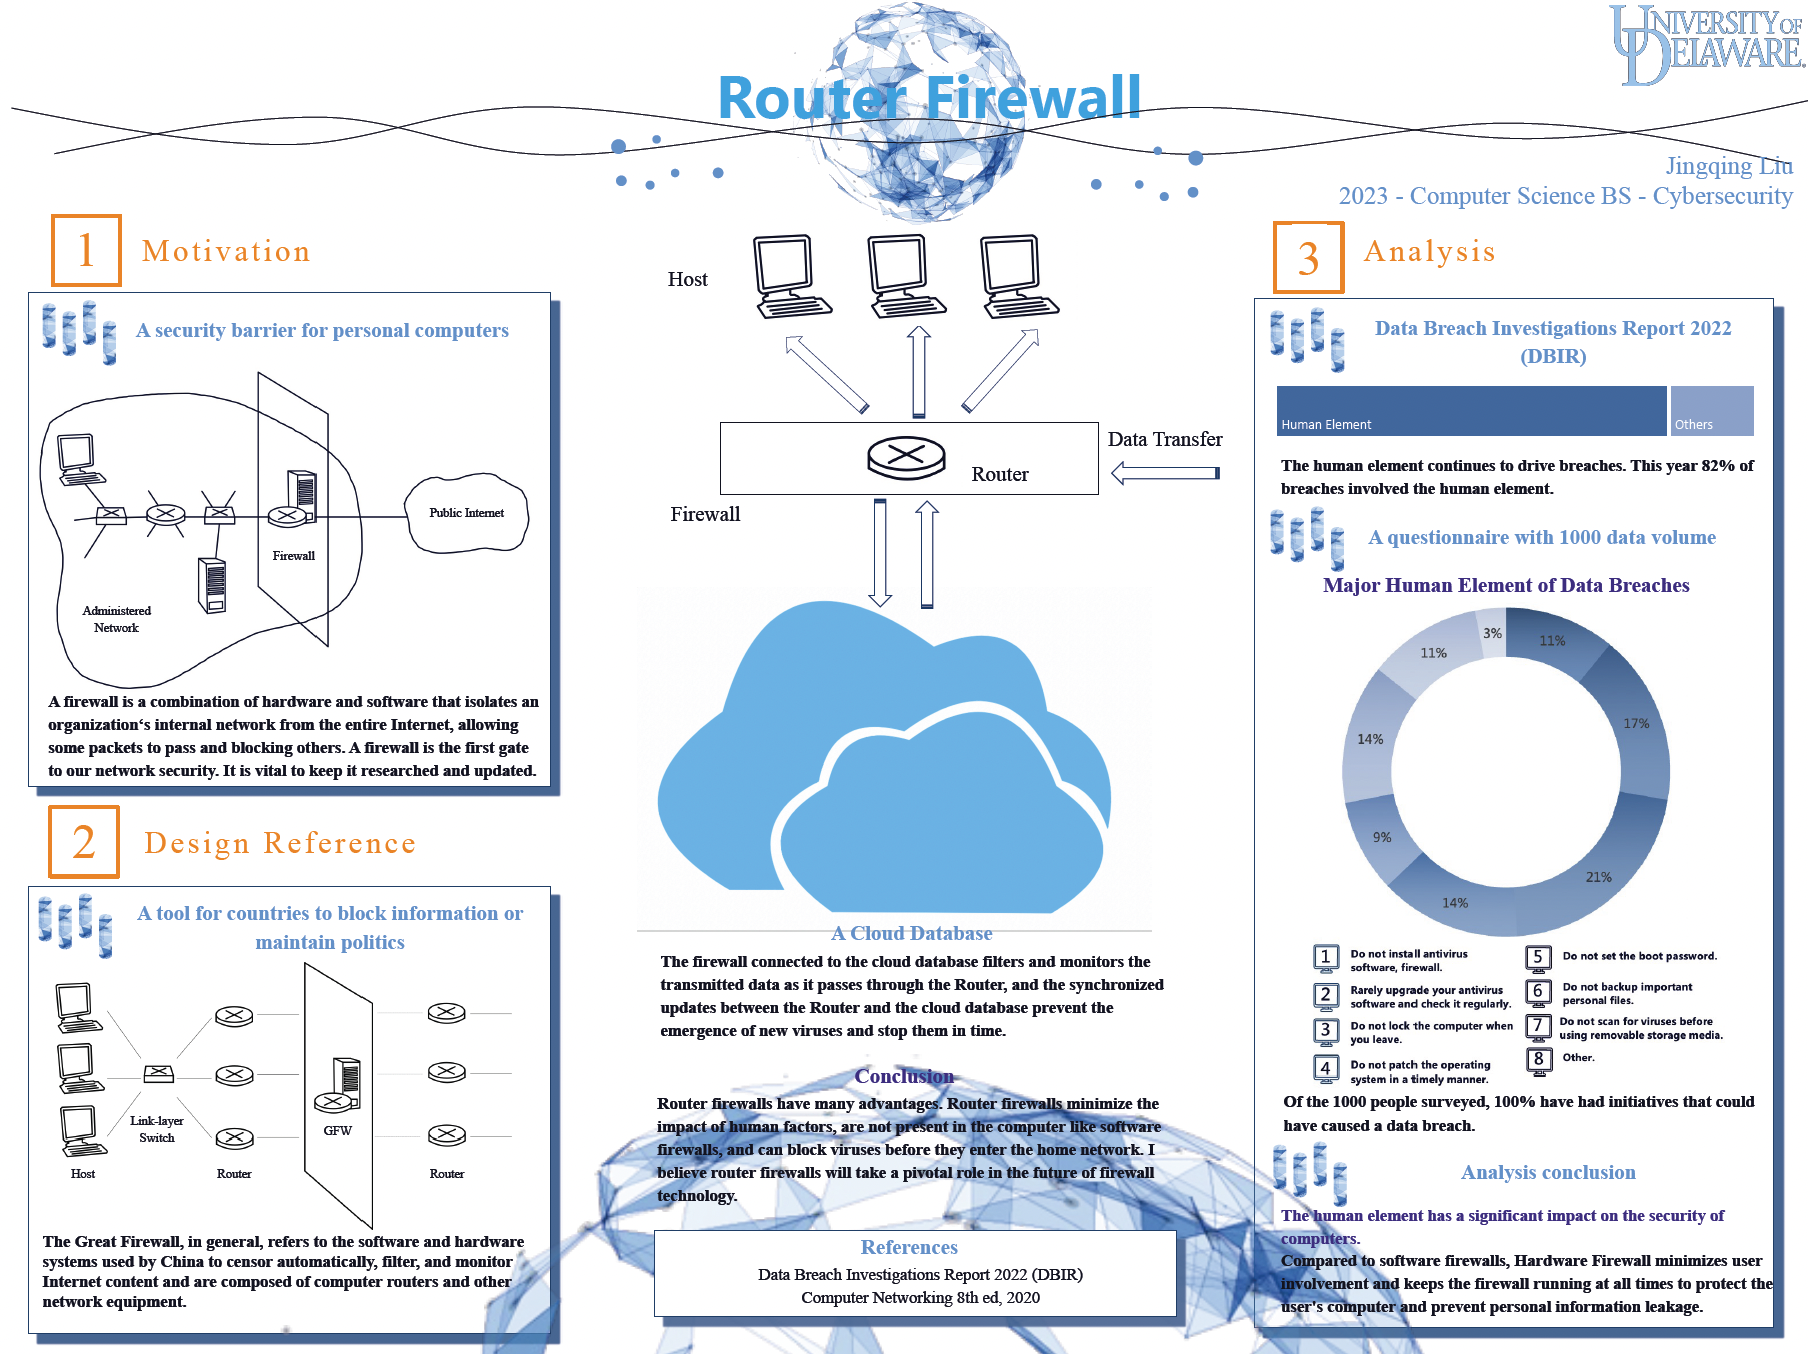 UNIVERSITY OF
DELAWARE.
Router Firewall
Jingqing Liu
2023 - Computer Science BS - Cybersecurity
1 Motivation
A security barrier for personal computers
Public Internet
Firewall
Administered
Network
A firewall is a combination of hardware and software that isolates an
organization‘s internal network from the entire Internet, allowing
some packets to pass and blocking others. A firewall is the first gate
to our network security. It is vital to keep it researched and updated.
2 Design Reference
A tool for countries to block information or
maintain politics
Link-layer
Switch
GFW
Host
Router
Router
The Great Firewall, in general, refers to the software and hardware
systems used by China to censor automatically, filter, and monitor
Internet content and are composed of computer routers and other
network equipment.
Host
Data Transfer
Router
Firewall
A Cloud Database
The firewall connected to the cloud database filters and monitors the
transmitted data as it passes through the Router, and the synchronized
updates between the Router and the cloud database prevent the
emergence of new viruses and stop them in time.
Conclusion
Router firewalls have many advantages. Router firewalls minimize the
impact of human factors, are not present in the computer like software
firewalls, and can block viruses before they enter the home network. I
believe router firewalls will take a pivotal role in the future of firewall
technology.
References
Data Breach Investigations Report 2022 (DBIR)
Computer Networking 8th ed, 2020
3 Analysis
Data Breach Investigations Report 2022
(DBIR)
Human Element
Others
The human element continues to drive breaches. This year 82% of
breaches involved the human element.
A questionnaire with 1000 data volume
Major Human Element of Data Breaches
11%
17%
21%
14%
9%
14%
11%
3%
1 Do not install antivirus
software, firewall.
2 Rarely upgrade your antivirus
software and check it regularly.
3 Do not lock the computer when
you leave.
4 Do not patch the operating
system in a timely manner.
5 Do not set the boot password.
6 Do not backup important
personal files.
7 Do not scan for viruses before
using removable storage media.
8 Other.
Of the 1000 people surveyed, 100% have had initiatives that could
have caused a data breach.
Analysis conclusion
The human element has a significant impact on the security of
computers.
Compared to software firewalls, Hardware Firewall minimizes user
involvement and keeps the firewall running at all times to protect the
user's computer and prevent personal information leakage.